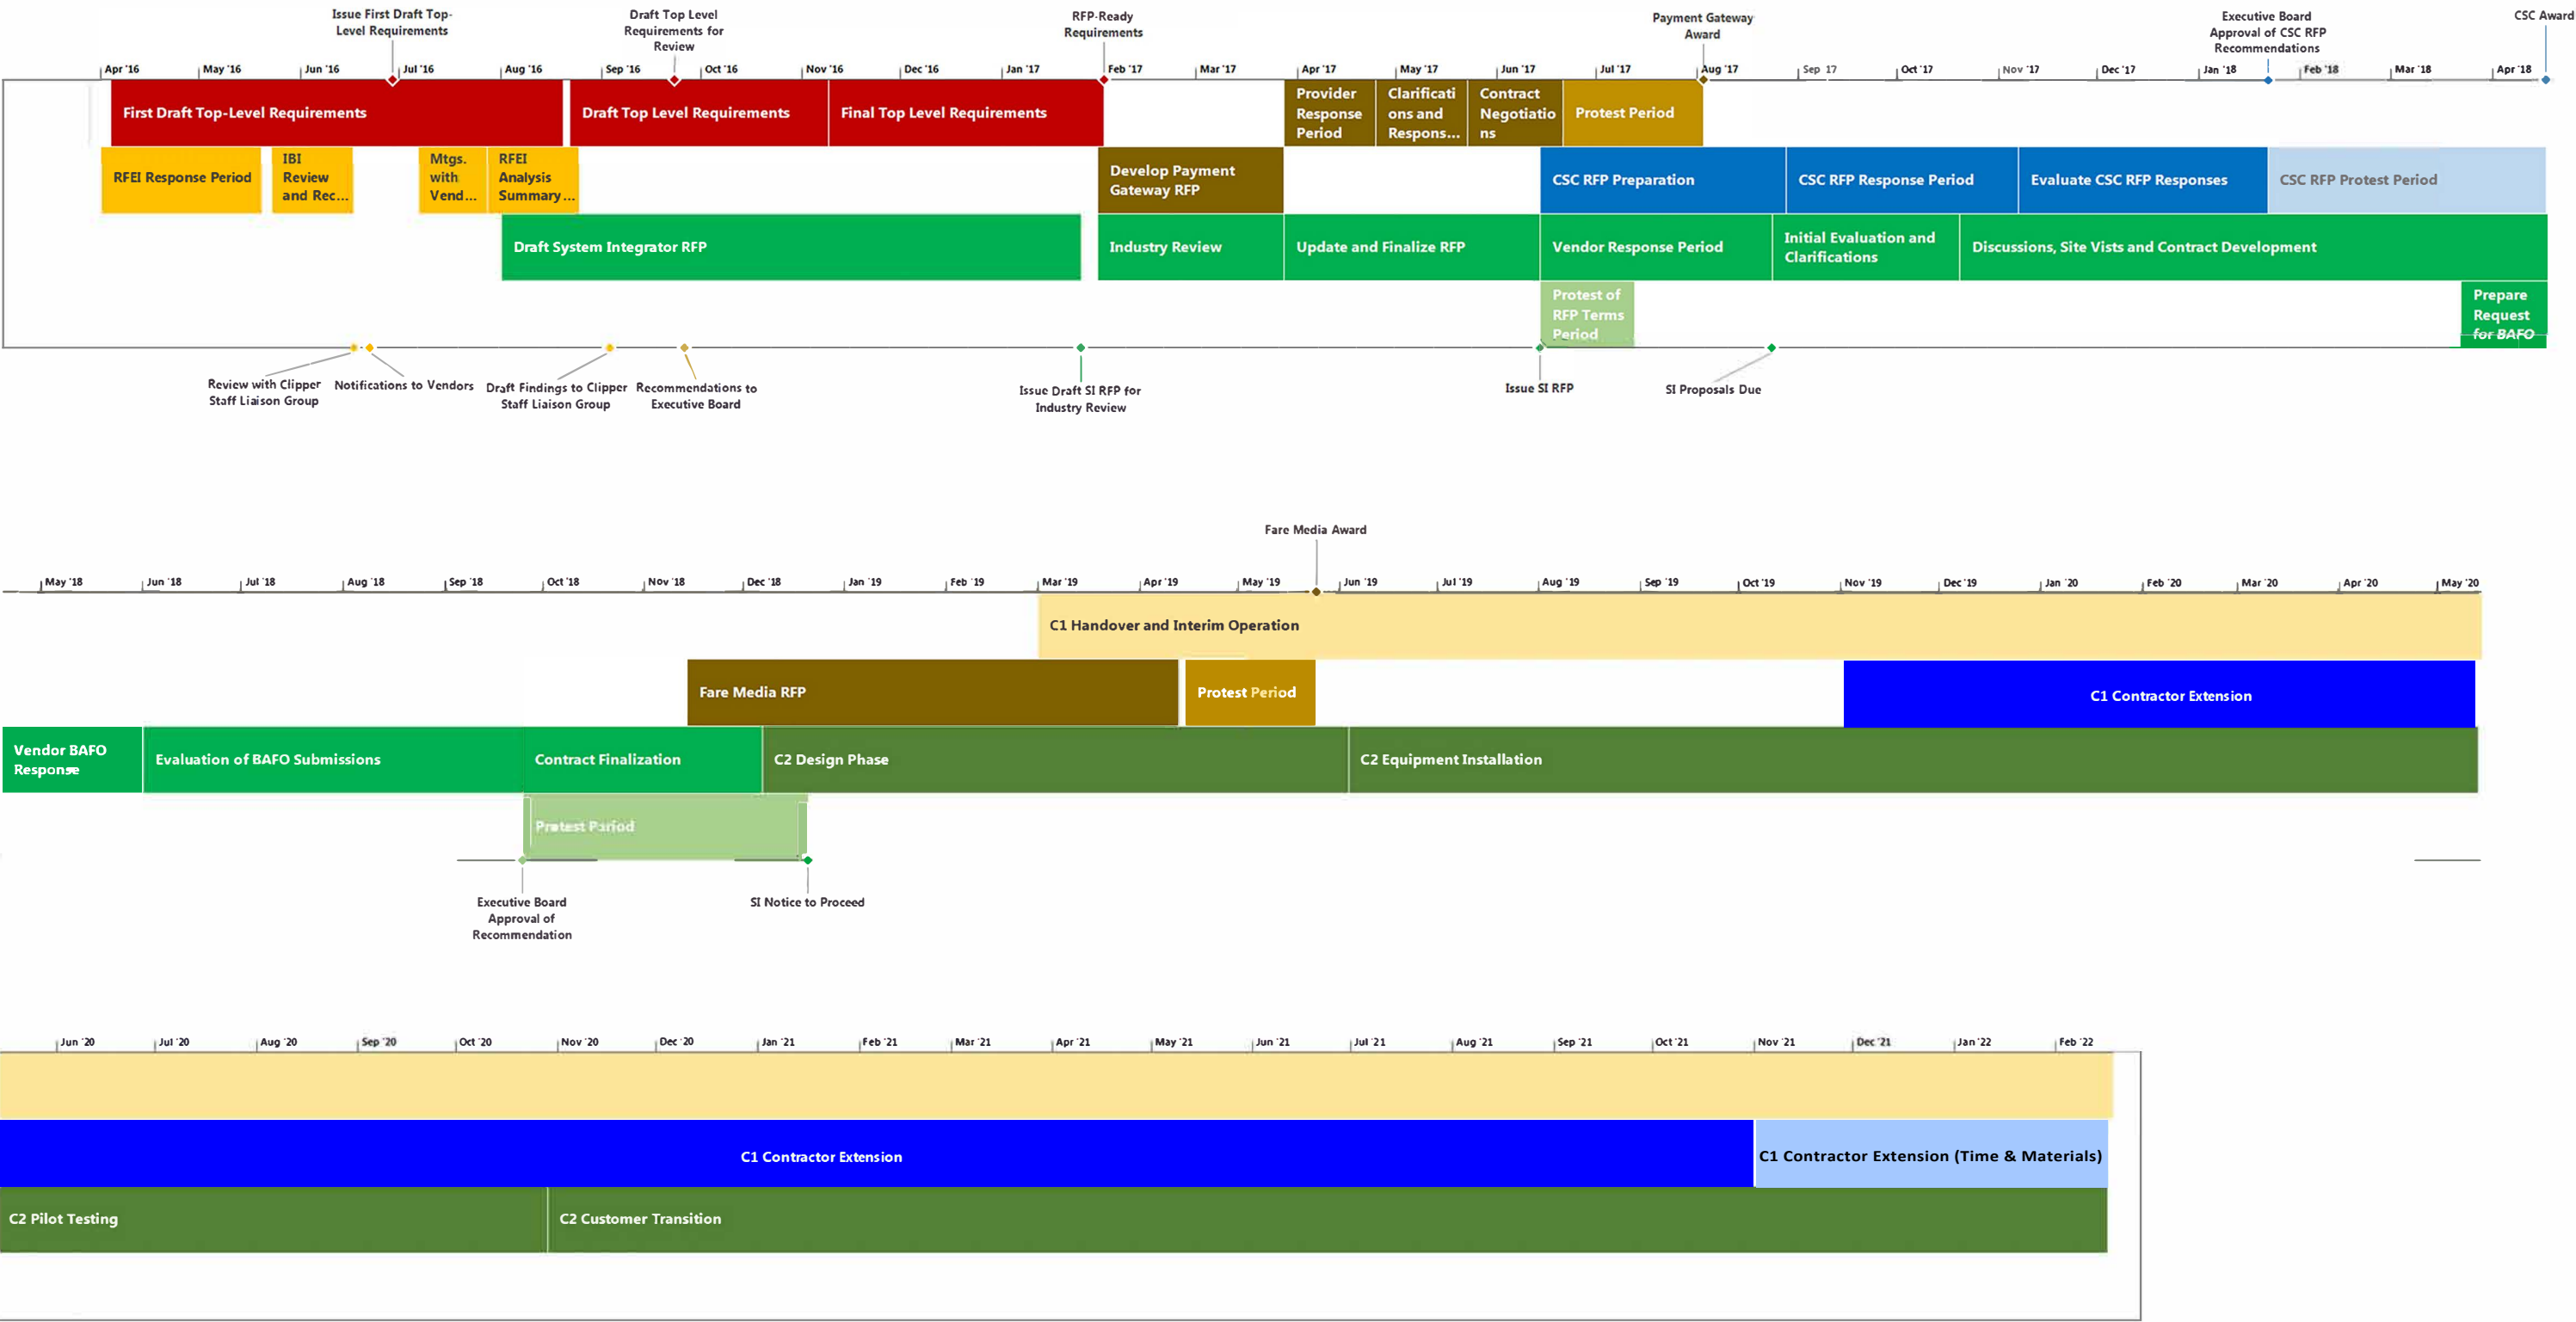 Issue First Draft Top-
Level Requirements
Draft Top Level
Requirements for
Review
RFP-Ready
Requirements
Payment Gateway
Award
Executive Board
Approval of CSC RFP
Recommendations
CSC Award
Apr '16 May '16 Jun '16 Jul '16 Aug '16 Sep '16 Oct '16 Nov '16 Dec '16 Jan '17 Feb '17 Mar '17 Apr '17 May '17 Jun '17 Jul '17 Aug '17 Sep 17 Oct '17 Nov '17 Dec '17 Jan '18 Feb '18 Mar '18 Apr '18
First Draft Top-Level Requirements
Draft Top Level Requirements
Final Top Level Requirements
Provider
Response
Period
Clarificati
ons and
Respons...
Contract
Negotiatio
ns
Protest Period
RFEI Response Period
IBI
Review
and Rec...
Mtgs.
with
Vend...
RFEI
Analysis
Summary...
Develop Payment
Gateway RFP
CSC RFP Preparation
CSC RFP Response Period
Evaluate CSC RFP Responses
CSC RFP Protest Period
Draft System Integrator RFP
Industry Review
Update and Finalize RFP
Vendor Response Period
Initial Evaluation and
Clarifications
Discussions, Site Vists and Contract Development
Protest of
RFP Terms
Period
Prepare
Request
for BAFO
Review with Clipper
Staff Liaison Group
Notifications to Vendors
Draft Findings to Clipper
Staff Liaison Group
Recommendations to
Executive Board
Issue Draft SI RFP for
Industry Review
Issue SI RFP
SI Proposals Due
Fare Media Award
May '18 Jun '18 Jul '18 Aug '18 Sep '18 Oct '18 Nov '18 Dec '18 Jan '19 Feb '19 Mar '19 Apr '19 May '19 Jun '19 Jul '19 Aug '19 Sep '19 Oct '19 Nov '19 Dec '19 Jan '20 Feb '20 Mar '20 Apr '20 May '20
C1 Handover and Interim Operation
Fare Media RFP
Protest Period
C1 Contractor Extension
Vendor BAFO
Response
Evaluation of BAFO Submissions
Contract Finalization
C2 Design Phase
C2 Equipment Installation
Protest Period
Executive Board
Approval of
Recommendation
SI Notice to Proceed
Jun '20 Jul '20 Aug '20 Sep '20 Oct '20 Nov '20 Dec '20 Jan '21 Feb '21 Mar '21 Apr '21 May '21 Jun '21 Jul '21 Aug '21 Sep '21 Oct '21 Nov '21 Dec '21 Jan '22 Feb '22
C1 Contractor Extension
C1 Contractor Extension (Time & Materials)
C2 Pilot Testing
C2 Customer Transition